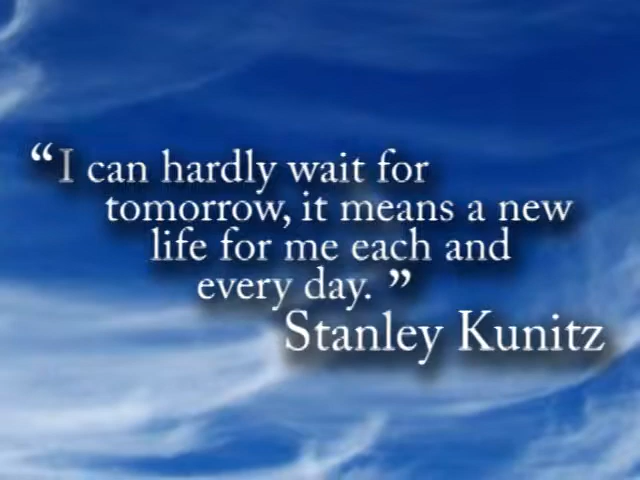 “I can hardly wait for
tomorrow, it means a new
life for me each and
every day.”
Stanley Kunitz